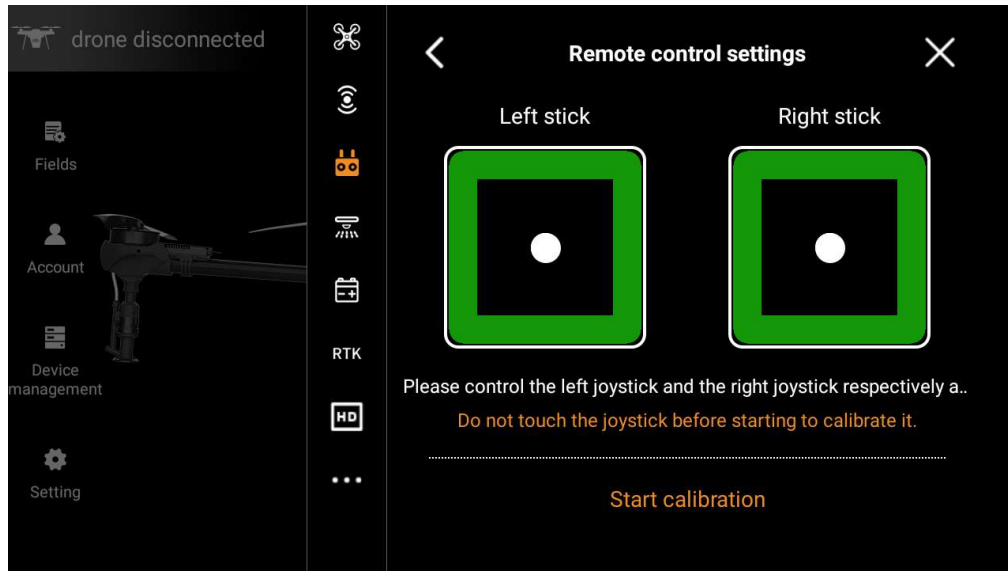 drone disconnected
Fields
Account
Device
management
Setting
RTK
HD
Remote control settings
Left stick
Right stick
Please control the left joystick and the right joystick respectively a..
Do not touch the joystick before starting to calibrate it.
Start calibration